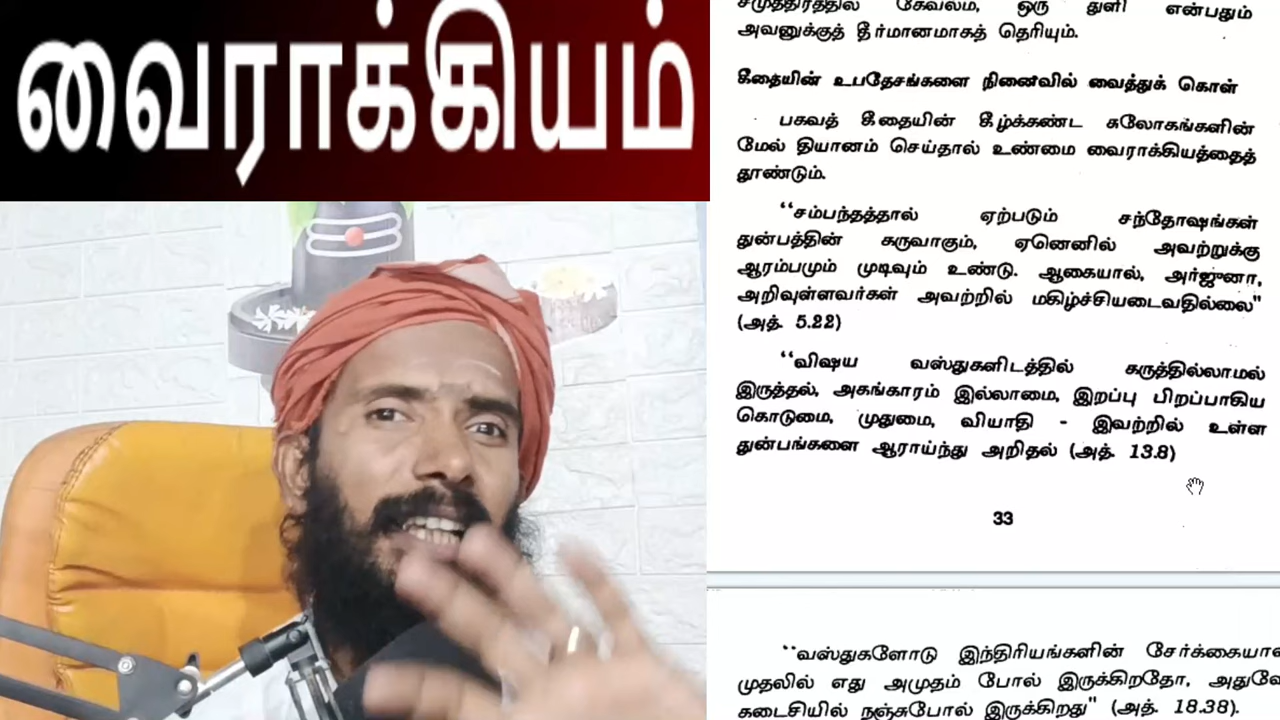 வைராக்கியம்
சமுத்திரத்தில் கேவலம், ஒரு துளி என்பதும்
அவனுக்குத் தீர்மானமாகத் தெரியும்.
கீதையின் உபதேசங்களை நினைவில் வைத்துக் கொள்
பகவத் கீதையின் கீழ்க்கண்ட சுலோகங்களின்
மேல் தியானம் செய்தால் உண்மை வைராக்கியத்தைத்
தூண்டும்.
“சம்பந்தத்தால் ஏற்படும் சந்தோஷங்கள்
துன்பத்தின் கருவாகும், ஏனெனில் அவற்றுக்கு
ஆரம்பமும் முடிவும் உண்டு. ஆகையால், அர்ஜுனா,
அறிவுள்ளவர்கள் அவற்றில் மகிழ்ச்சியடைவதில்லை"
(அத். 5.22)
“விஷய வஸ்துகளிடத்தில் கருத்தில்லாமல்
இருத்தல், அகங்காரம் இல்லாமை, இறப்பு பிறப்பாகிய
கொடுமை, முதுமை, வியாதி - இவற்றில் உள்ள
துன்பங்களை ஆராய்ந்து அறிதல் (அத். 13.8)
33
“வஸ்துகளோடு இந்திரியங்களின்
முதலில் எது அமுதம் போல் இருக்கிறதோ,
கடைசியில் நஞ்சுபோல் இருக்கிறது" (அத். 18.38).